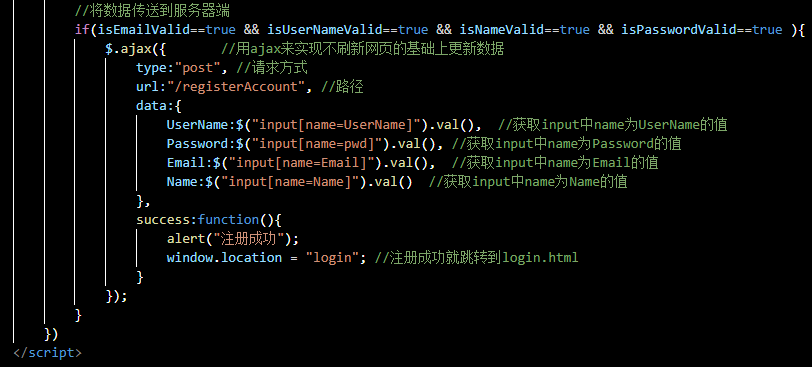 //将数据传送到服务器端
if(isEmailValid==true && isUserNameValid==true && isNameValid==true && isPasswordValid==true ){
$.ajax({ //用ajax来实现不刷新网页的基础上更新数据
type:"post", //请求方式
url:"/registerAccount", //路径
data:{
UserName:$("input[name=UserName]").val(), //获取input中name为UserName的值
Password:$("input[name=pwd]").val(), //获取input中name为Password的值
Email:$("input[name=Email]").val(), //获取input中name为Email的值
Name:$("input[name=Name]").val() //获取input中name为Name的值
},
success:function(){
alert("注册成功");
window.location = "login"; //注册成功就跳转到login.html
}
});
}
})
</script>